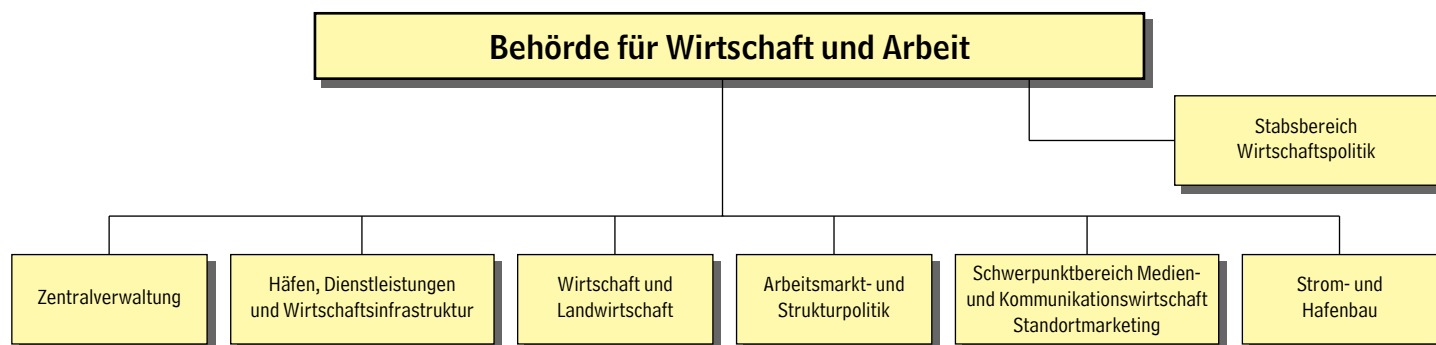 Behörde für Wirtschaft und Arbeit
Stabsbereich
Wirtschaftspolitik
Zentralverwaltung
Häfen, Dienstleistungen
und Wirtschaftsinfrastruktur
Wirtschaft und
Landwirtschaft
Arbeitsmarkt- und
Strukturpolitik
Schwerpunktbereich Medien-
und Kommunikationswirtschaft
Standortmarketing
Strom- und
Hafenbau